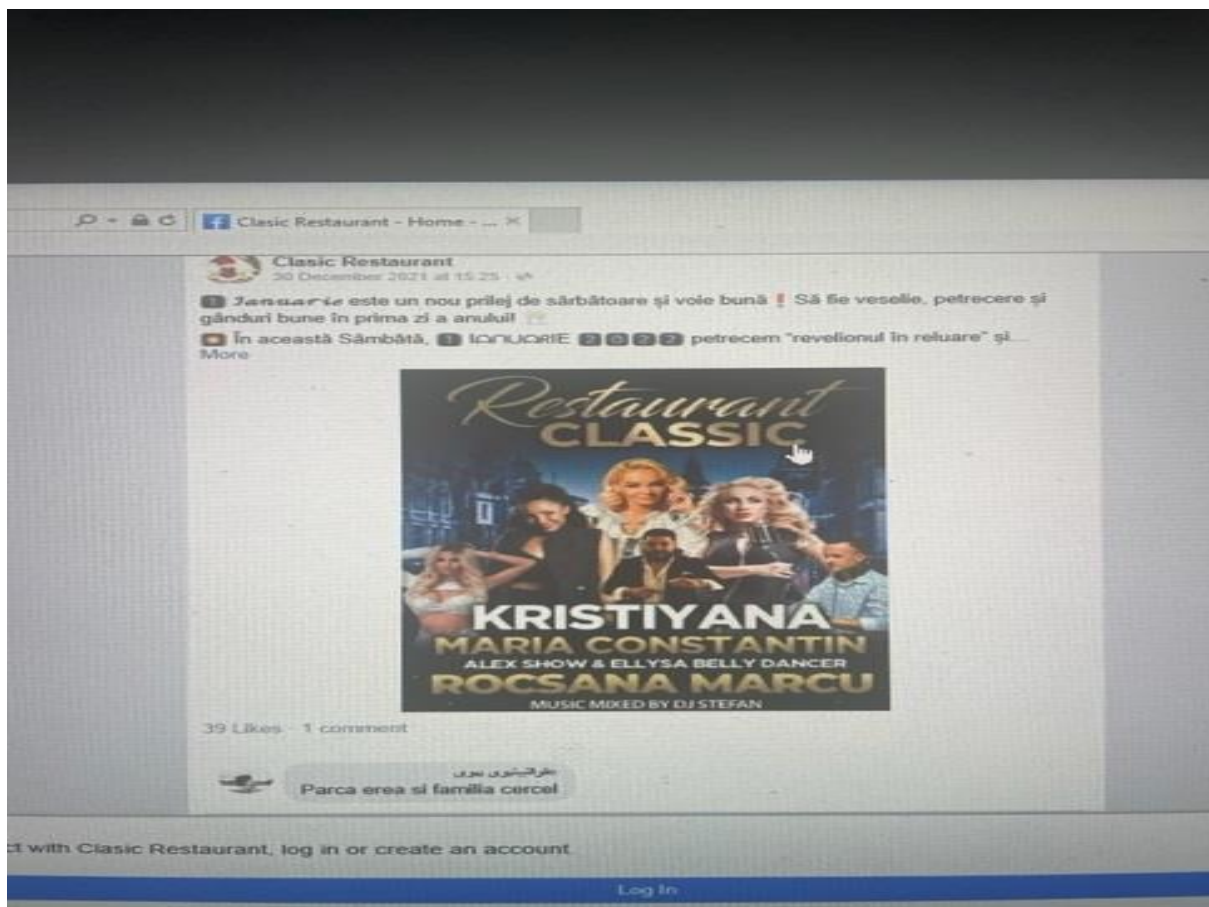 Clasic Restaurant - Home - ...
Clasic Restaurant
30 December 2021 at 15:25
1 Januarie este un nou prilej de sărbătoare și voie bună ! Să fie veselie, petrecere și
gânduri bune în prima zi a anului!
În această Sâmbătă, 1 IANUARIE 2022 petrecem "revelionul în reluare" și...
More
Restaurant
CLASSIC
KRISTIYANA
MARIA CONSTANTIN
ALEX SHOW & ELLYSA BELLY DANCER
ROCSANA MARCU
MUSIC MIXED BY DJ STEFAN
39 Likes · 1 comment
Parca erea si familia cercel
ct with Clasic Restaurant, log in or create an account
Log In